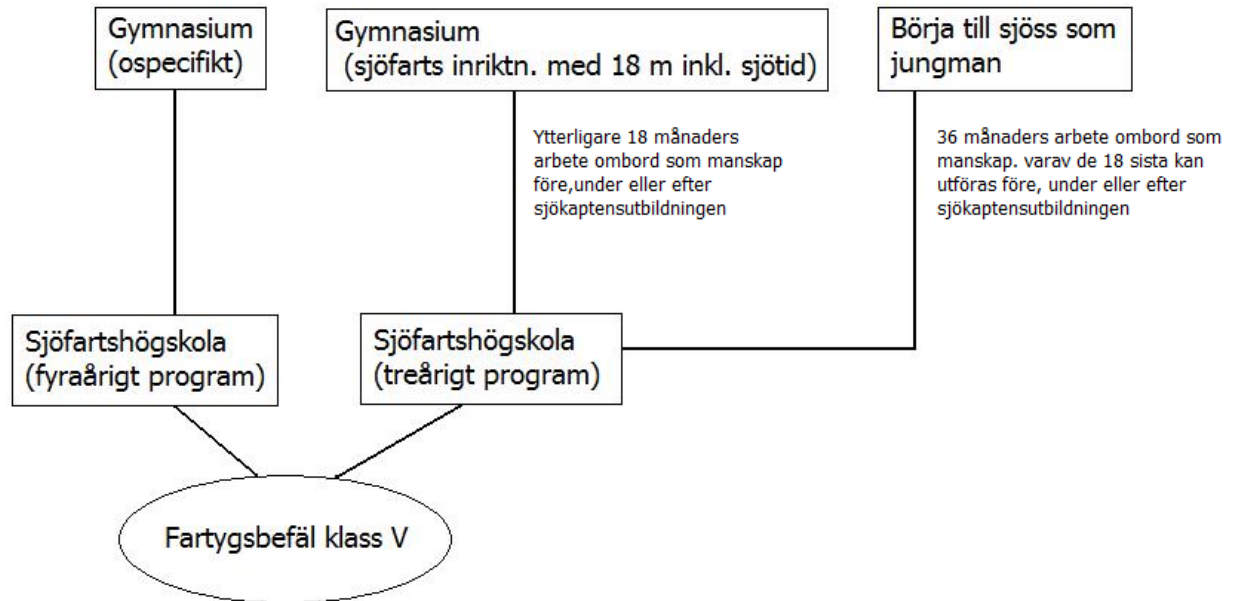 Gymnasium
(ospecifikt)
Gymnasium
(sjöfarts inriktn. med 18 m inkl. sjötid)
Börja till sjöss som
jungman
Ytterligare 18 månaders
arbete ombord som manskap
före,under eller efter
sjökaptensutbildningen
36 månaders arbete ombord som
manskap. varav de 18 sista kan
utföras före, under eller efter
sjökaptensutbildningen
Sjöfartshögskola
(fyraårigt program)
Sjöfartshögskola
(treårigt program)
Fartygsbefäl klass V